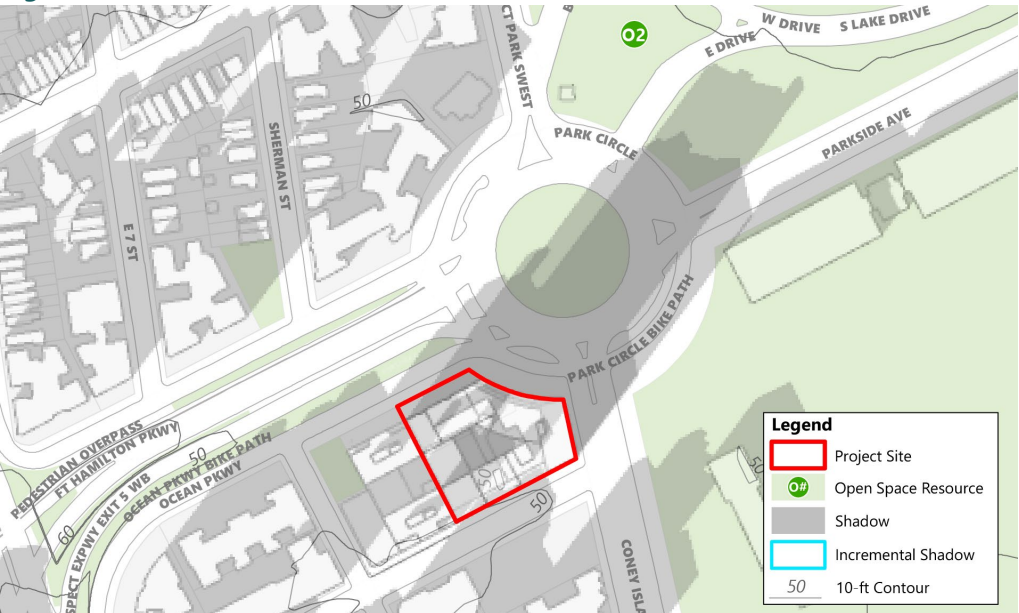 CT PARK SWEST
O2
W DRIVE
S LAKE DRIVE
E DRIVE
50
PARK CIRCLE
PARKSIDE AVE
SHERMAN ST
E 7 ST
PARK CIRCLE BIKE PATH
PEDESTRIAN OVERPASS
FT HAMILTON PKWY
50
OCEAN PKWY BIKE PATH
OCEAN PKWY
SPECT EXPWY EXIT 5 WB
60
50
50
50
CONEY ISLA
Legend
Project Site
O#
Open Space Resource
Shadow
Incremental Shadow
50
10-ft Contour